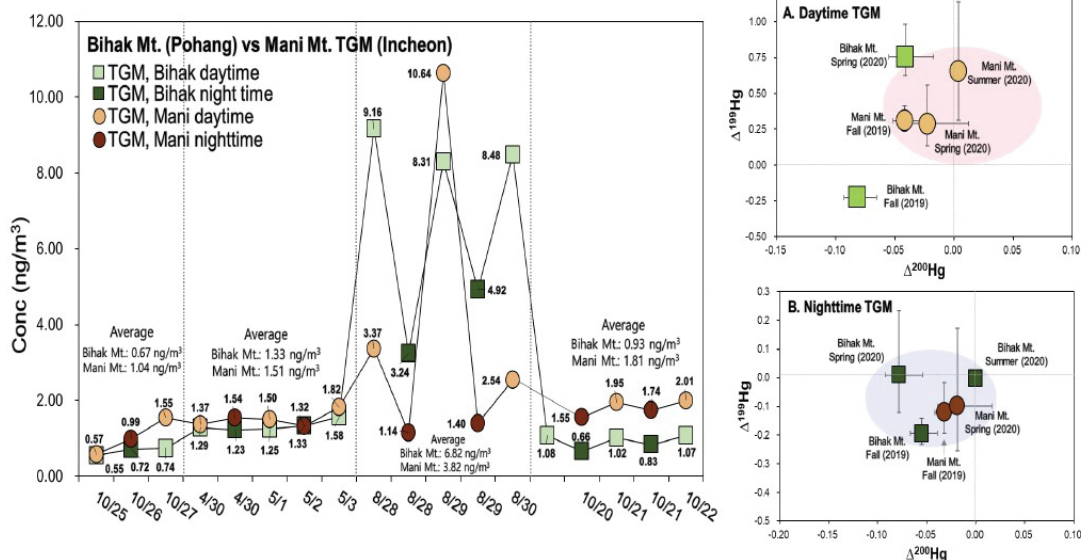 12.00
10.00
8.00
6.00
4.00
2.00
0.00
Conc (ng/m³)
Bihak Mt. (Pohang) vs Mani Mt. TGM (Incheon)
TGM, Bihak daytime
TGM, Bihak night time
TGM, Mani daytime
TGM, Mani nighttime
10.64
9.16
8.31
8.48
4.92
3.37
3.24
2.54
1.14
1.40
Average
Bihak Mt.: 0.67 ng/m³
Mani Mt.: 1.04 ng/m³
Average
Bihak Mt.: 1.33 ng/m³
Mani Mt.: 1.51 ng/m³
Average
Bihak Mt.: 6.82 ng/m³
Mani Mt.: 3.82 ng/m³
Average
Bihak Mt.: 0.93 ng/m³
Mani Mt.: 1.81 ng/m³
0.57
0.99
1.55
1.37
1.54
1.50
1.32
1.82
0.55
0.72
0.74
1.29
1.23
1.25
1.33
1.58
1.55
1.95
1.74
2.01
1.08
0.66
1.02
0.83
1.07
10/25
10/26
10/27
4/30
4/30
5/1
5/2
5/3
8/28
8/28
8/29
8/29
8/30
10/20
10/21
10/21
10/22
A. Daytime TGM
0.75
0.50
0.25
0.00
-0.25
0.50
Δ¹⁹⁹Hg
Bihak Mt.
Spring (2020)
Mani Mt.
Summer (2020)
Mani Mt.
Fall (2019)
Mani Mt.
Spring (2020)
Bihak Mt.
Fall (2019)
-0.15
-0.10
-0.05
0.00
0.05
0.10
Δ²⁰⁰Hg
B. Nighttime TGM
0.3
0.2
0.1
0.0
-0.1
-0.2
-0.3
-0.4
-0.5
Δ¹⁹⁹Hg
Bihak Mt.
Spring (2020)
Bihak Mt.
Summer (2020)
Bihak Mt.
Fall (2019)
Mani Mt.
Fall (2019)
Mani Mt.
Spring (2020)
-0.20
-0.15
-0.10
-0.05
0.00
0.05
0.10
Δ²⁰⁰Hg